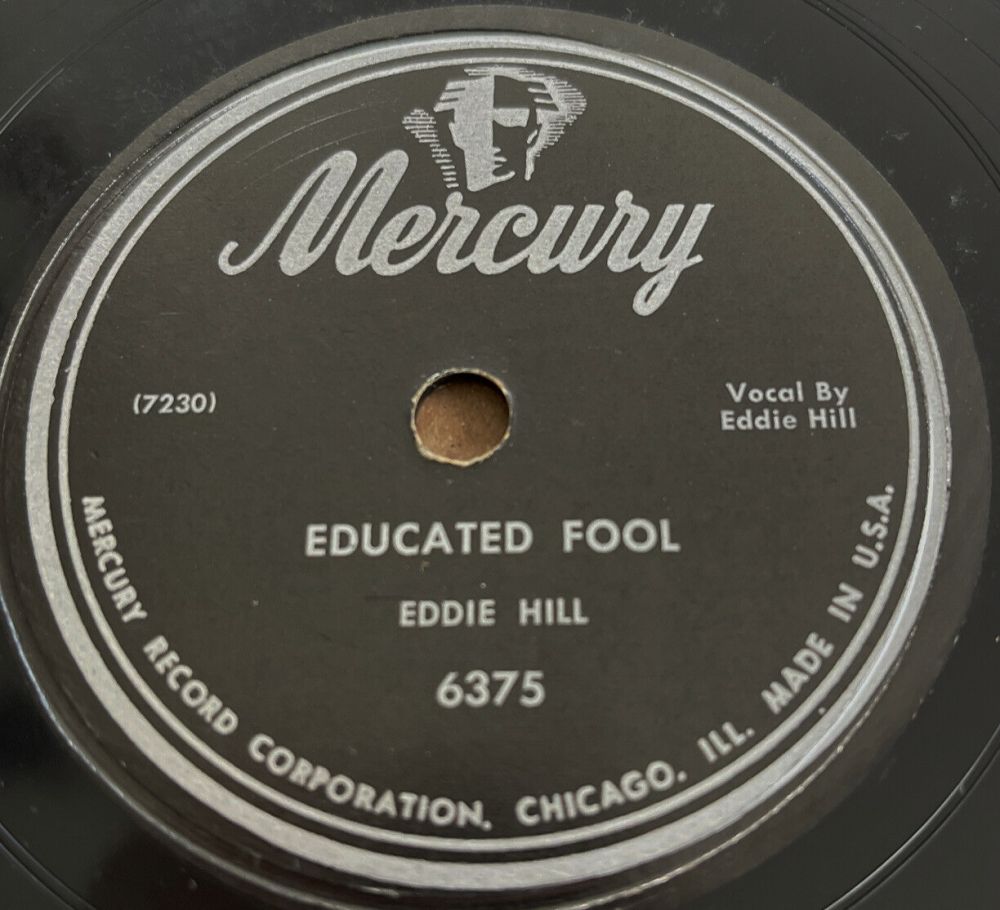 Mercury
(7230)
Vocal By
Eddie Hill
EDUCATED FOOL
EDDIE HILL
6375
MERCURY RECORD CORPORATION, CHICAGO, ILL. MADE IN U.S.A.